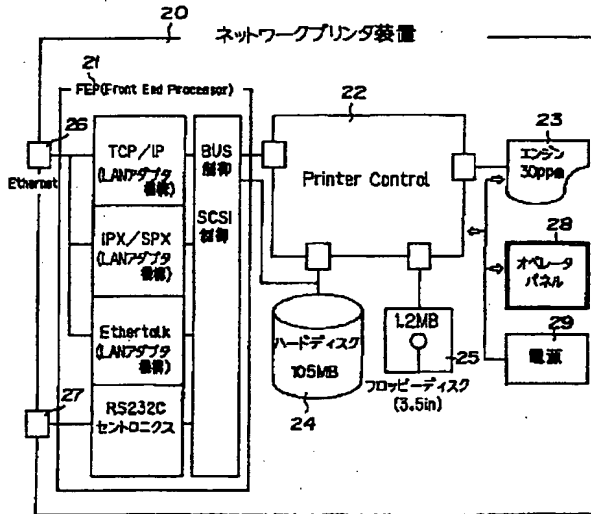 20
ネットワークプリンタ装置
21
FEP(Front End Processor)
26
Ethernet
TCP/IP
(LANアダプタ
機構)
IPX/SPX
(LANアダプタ
機構)
Ethertalk
(LANアダプタ
機構)
RS232C
セントロニクス
27
BUS
制御
SCSI
制御
22
Printer Control
23
エンジン
30ppm
28
オペレータ
パネル
29
電源
ハードディスク
105MB
24
1.2MB
25
フロッピーディスク
(3.5in)